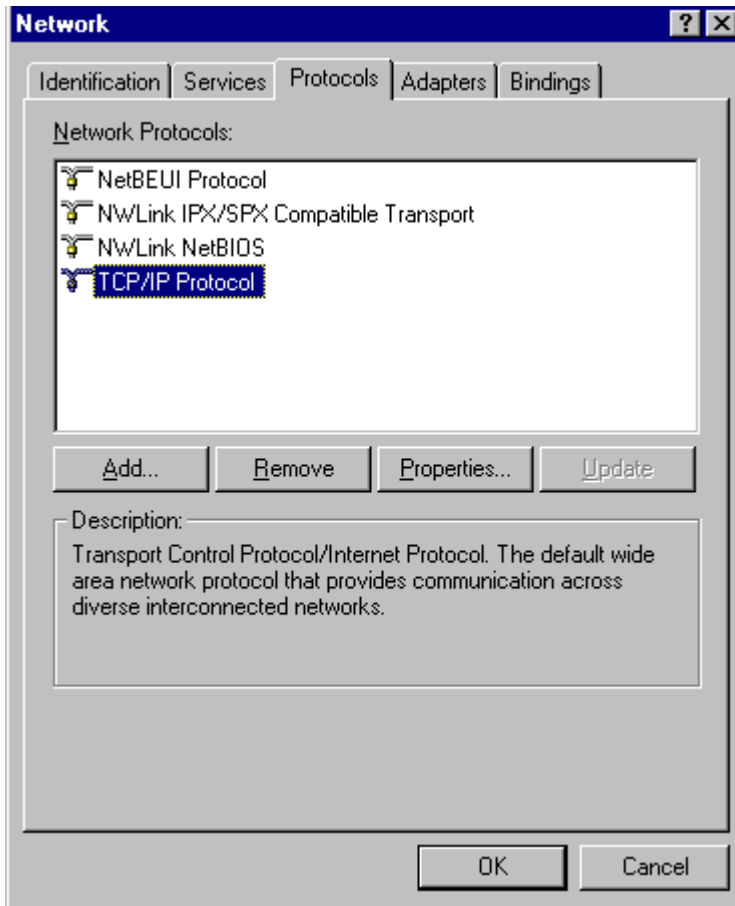 Network
Identification Services Protocols Adapters Bindings
Network Protocols:
NetBEUI Protocol
NWLink IPX/SPX Compatible Transport
NWLink NetBIOS
TCP/IP Protocol
Add... Remove Properties... Update
Description:
Transport Control Protocol/Internet Protocol. The default wide
area network protocol that provides communication across
diverse interconnected networks.
OK Cancel